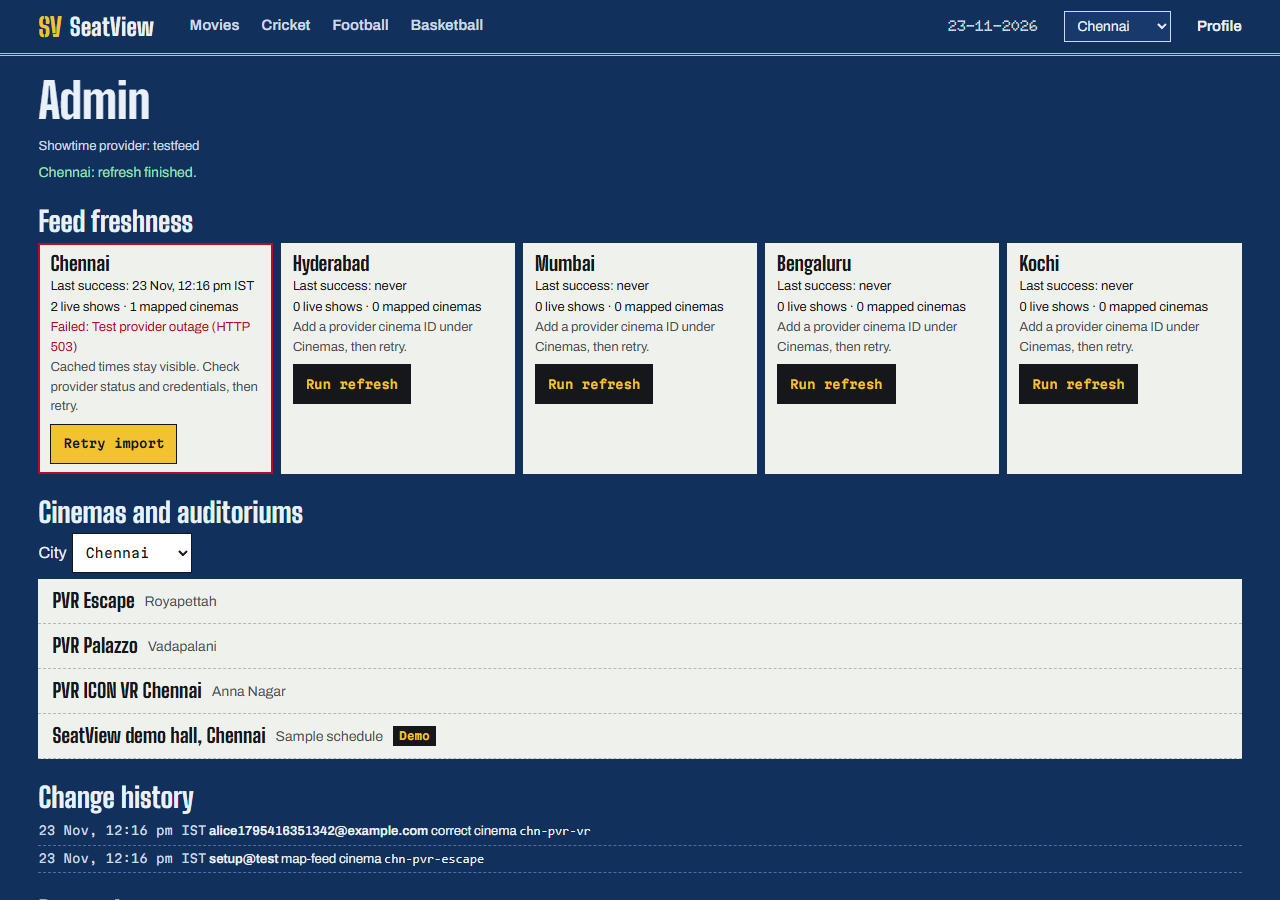 SV SeatView Movies Cricket Football Basketball 23-11-2026 Chennai Profile
Admin
Showtime provider: testfeed
Chennai: refresh finished.
Feed freshness
Chennai
Last success: 23 Nov, 12:16 pm IST
2 live shows · 1 mapped cinemas
Failed: Test provider outage (HTTP
503)
Cached times stay visible. Check
provider status and credentials, then
retry.
Retry import
Hyderabad
Last success: never
0 live shows · 0 mapped cinemas
Add a provider cinema ID under
Cinemas, then retry.
Run refresh
Mumbai
Last success: never
0 live shows · 0 mapped cinemas
Add a provider cinema ID under
Cinemas, then retry.
Run refresh
Bengaluru
Last success: never
0 live shows · 0 mapped cinemas
Add a provider cinema ID under
Cinemas, then retry.
Run refresh
Kochi
Last success: never
0 live shows · 0 mapped cinemas
Add a provider cinema ID under
Cinemas, then retry.
Run refresh
Cinemas and auditoriums
City Chennai
PVR Escape Royapettah
PVR Palazzo Vadapalani
PVR ICON VR Chennai Anna Nagar
SeatView demo hall, Chennai Sample schedule Demo
Change history
23 Nov, 12:16 pm IST alice1795416351342@example.com correct cinema chn-pvr-vr
23 Nov, 12:16 pm IST setup@test map-feed cinema chn-pvr-escape